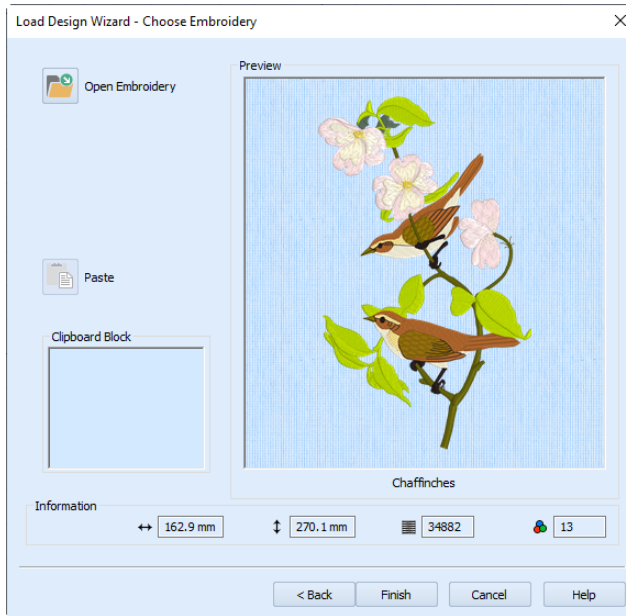 Load Design Wizard - Choose Embroidery
Open Embroidery
Preview
Paste
Clipboard Block
Chaffinches
Information
162.9 mm 270.1 mm 34882 13
< Back Finish Cancel Help